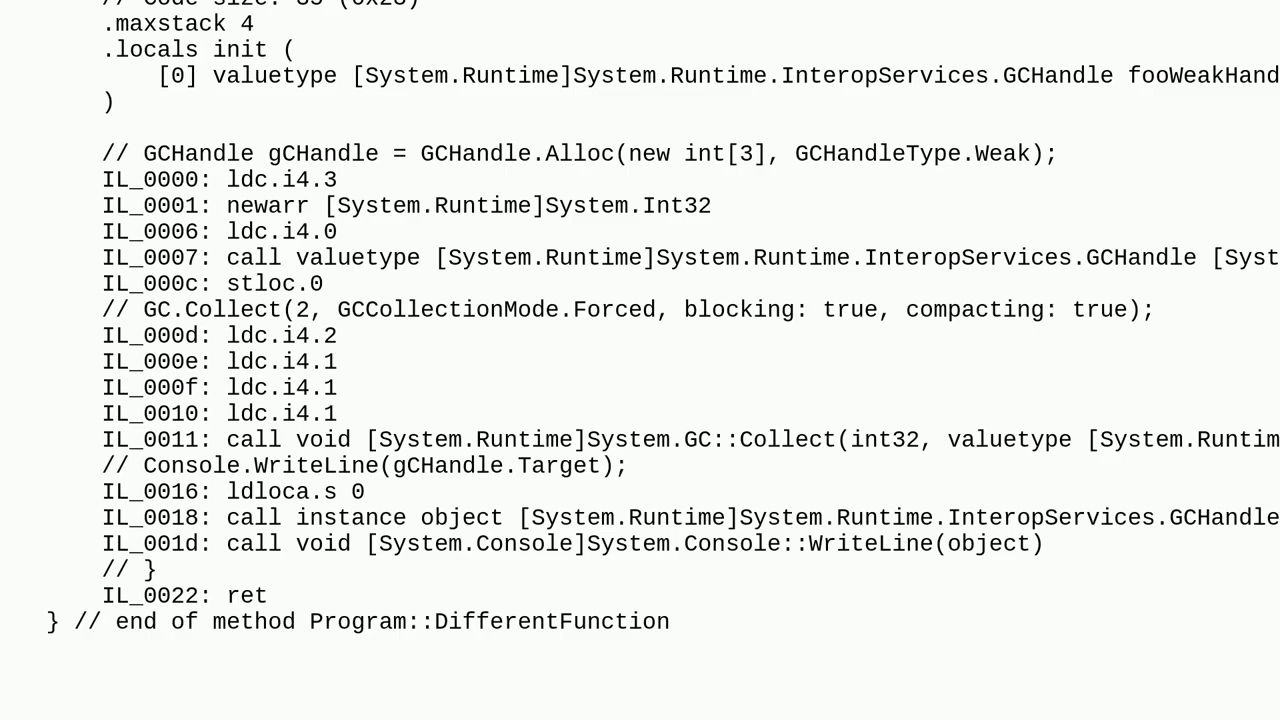 // Code size: 35 (0x23)
.maxstack 4
.locals init (
[0] valuetype [System.Runtime]System.Runtime.InteropServices.GCHandle fooWeakHand
)
// GCHandle gCHandle = GCHandle.Alloc(new int[3], GCHandleType.Weak);
IL_0000: ldc.i4.3
IL_0001: newarr [System.Runtime]System.Int32
IL_0006: ldc.i4.0
IL_0007: call valuetype [System.Runtime]System.Runtime.InteropServices.GCHandle [Syst
IL_000c: stloc.0
// GC.Collect(2, GCCollectionMode.Forced, blocking: true, compacting: true);
IL_000d: ldc.i4.2
IL_000e: ldc.i4.1
IL_000f: ldc.i4.1
IL_0010: ldc.i4.1
IL_0011: call void [System.Runtime]System.GC::Collect(int32, valuetype [System.Runtim
// Console.WriteLine(gCHandle.Target);
IL_0016: ldloca.s 0
IL_0018: call instance object [System.Runtime]System.Runtime.InteropServices.GCHandle
IL_001d: call void [System.Console]System.Console::WriteLine(object)
// }
IL_0022: ret
} // end of method Program::DifferentFunction